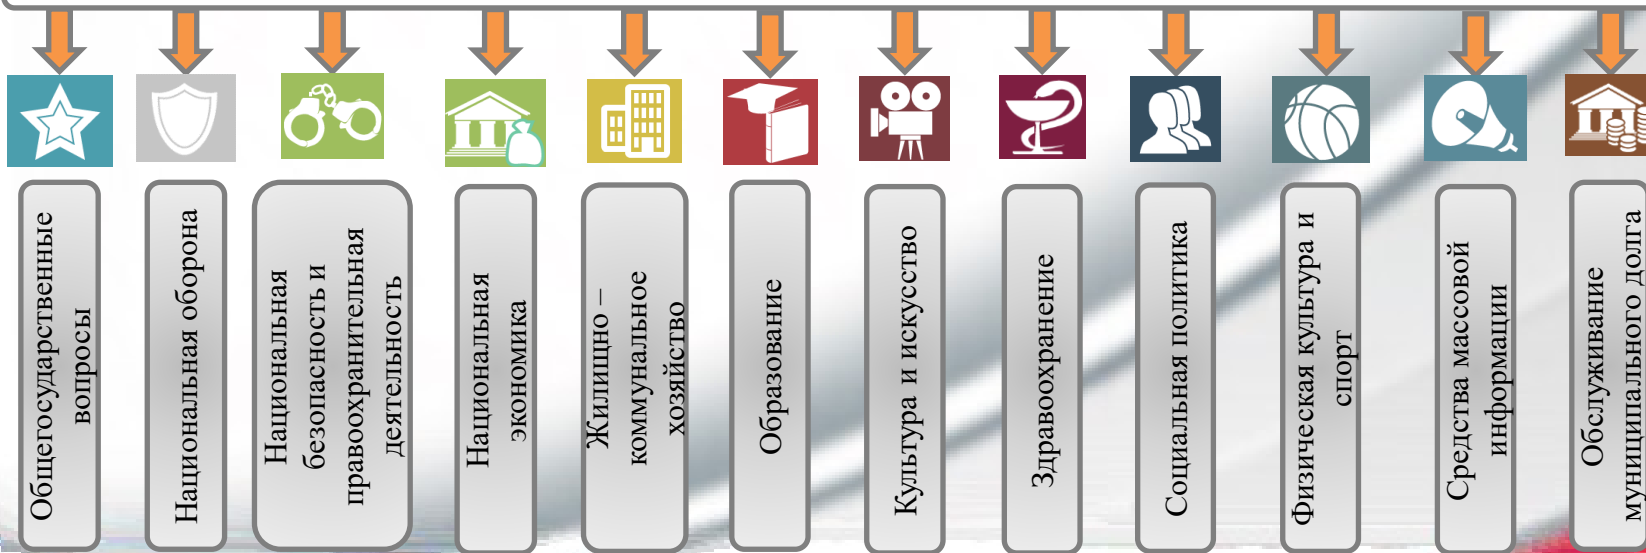 Общегосударственные
вопросы
Национальная оборона
Национальная
безопасность и
правоохранительная
деятельность
Национальная
экономика
Жилищно –
коммунальное
хозяйство
Образование
Культура и искусство
Здравоохранение
Социальная политика
Физическая культура и
спорт
Средства массовой
информации
Обслуживание
муниципального долга